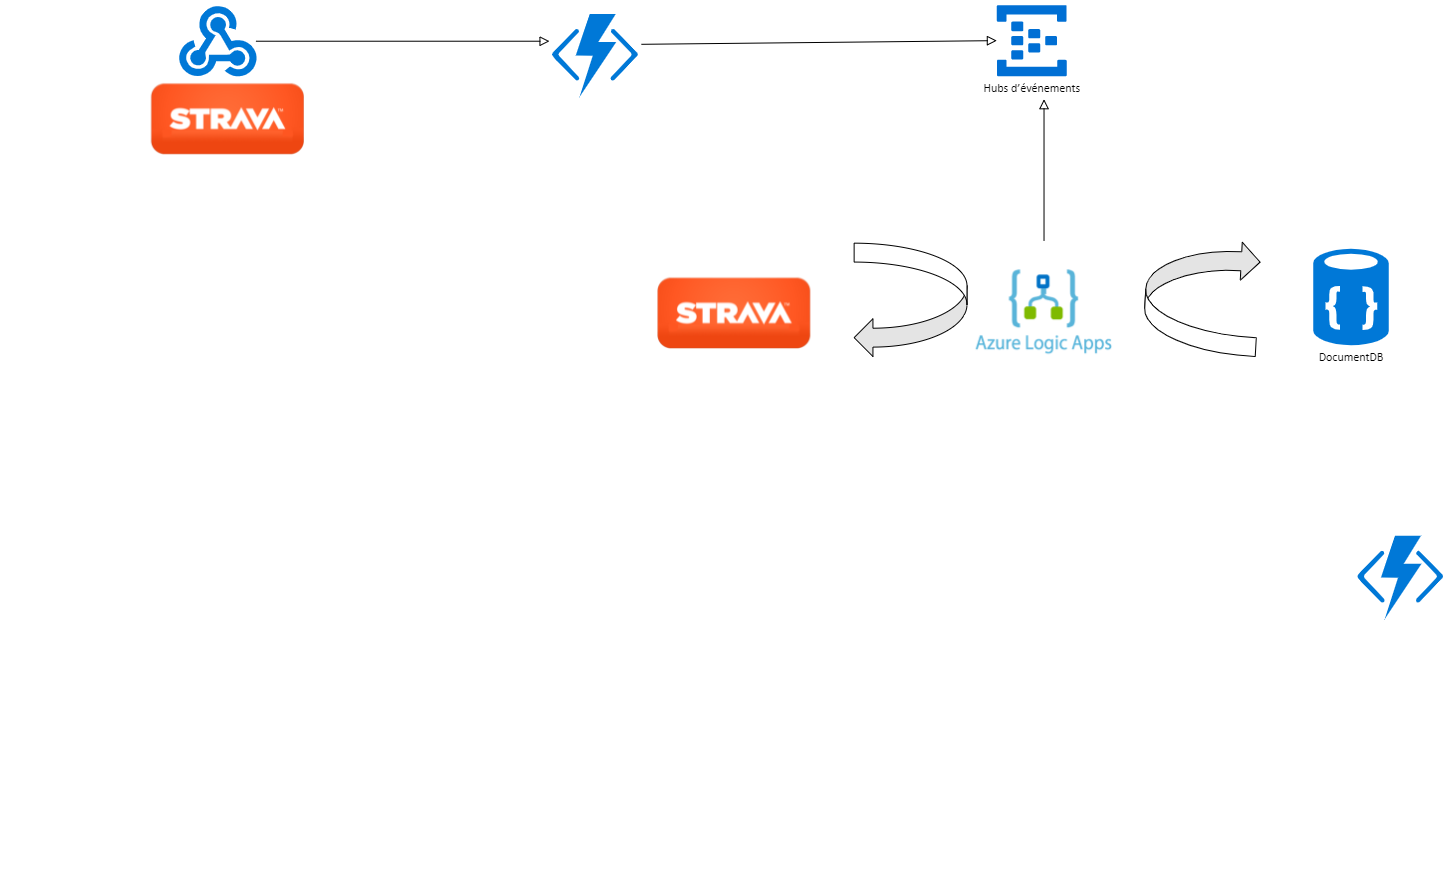 STRAVA
Hubs d’événements
STRAVA
Azure Logic Apps
DocumentDB